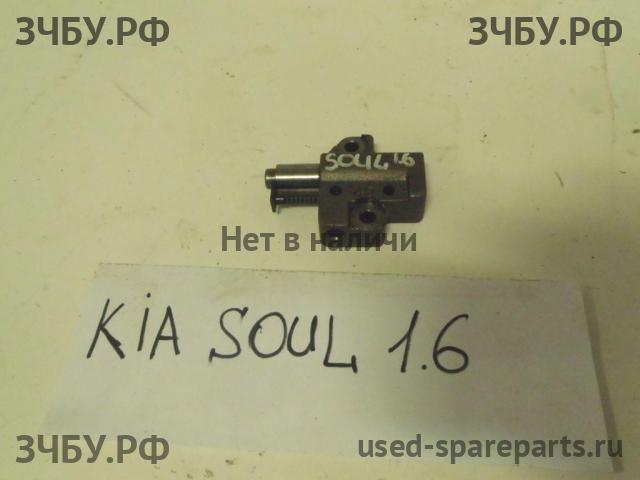 ЗЧБУ.РФ ЗЧБУ.РФ
SOUL 1.6
Нет в наличи
KiA SOUL 1.6
ЗЧБУ.РФ used-spareparts.ru